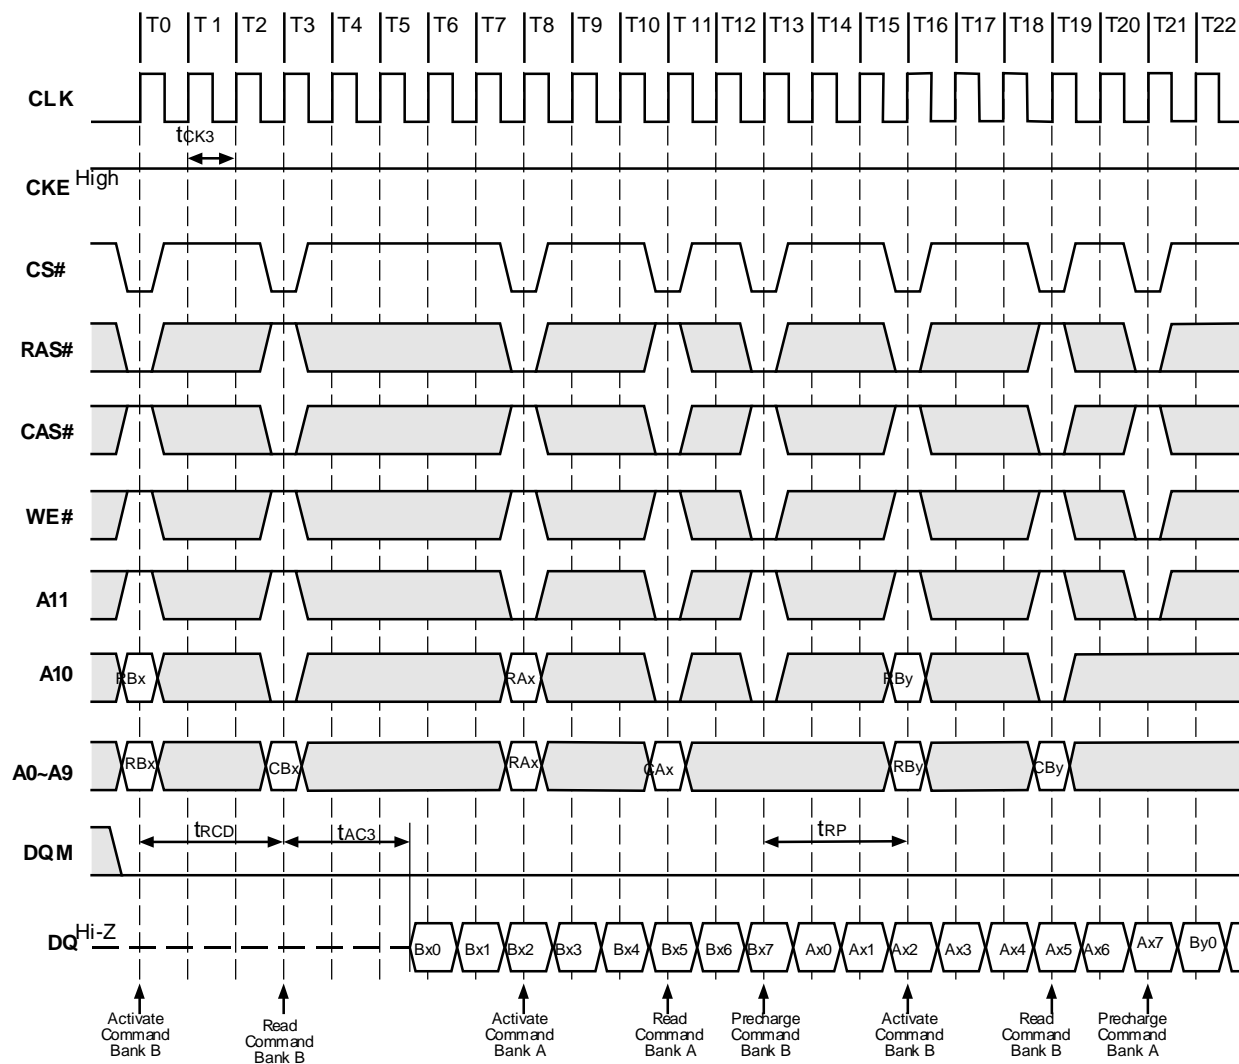 T0 T 1 T2 T3 T4 T5 T6 T7 T8 T9 T10 T 11 T12 T13 T14 T15 T16 T17 T18 T19 T20 T21 T22
CLK
tCK3
CKE High
CS#
RAS#
CAS#
WE#
A11
A10 RBx RAx RBy
A0~A9 RBx CBx RAx CAx RBy CBy
tRCD tAC3 tRP
DQM
Hi-Z
DQ Bx0 Bx1 Bx2 Bx3 Bx4 Bx5 Bx6 Bx7 Ax0 Ax1 Ax2 Ax3 Ax4 Ax5 Ax6 Ax7 By0
Activate
Command
Bank B
Read
Command
Bank B
Activate
Command
Bank A
Read
Command
Bank A
Precharge
Command
Bank B
Activate
Command
Bank B
Read
Command
Bank B
Precharge
Command
Bank A